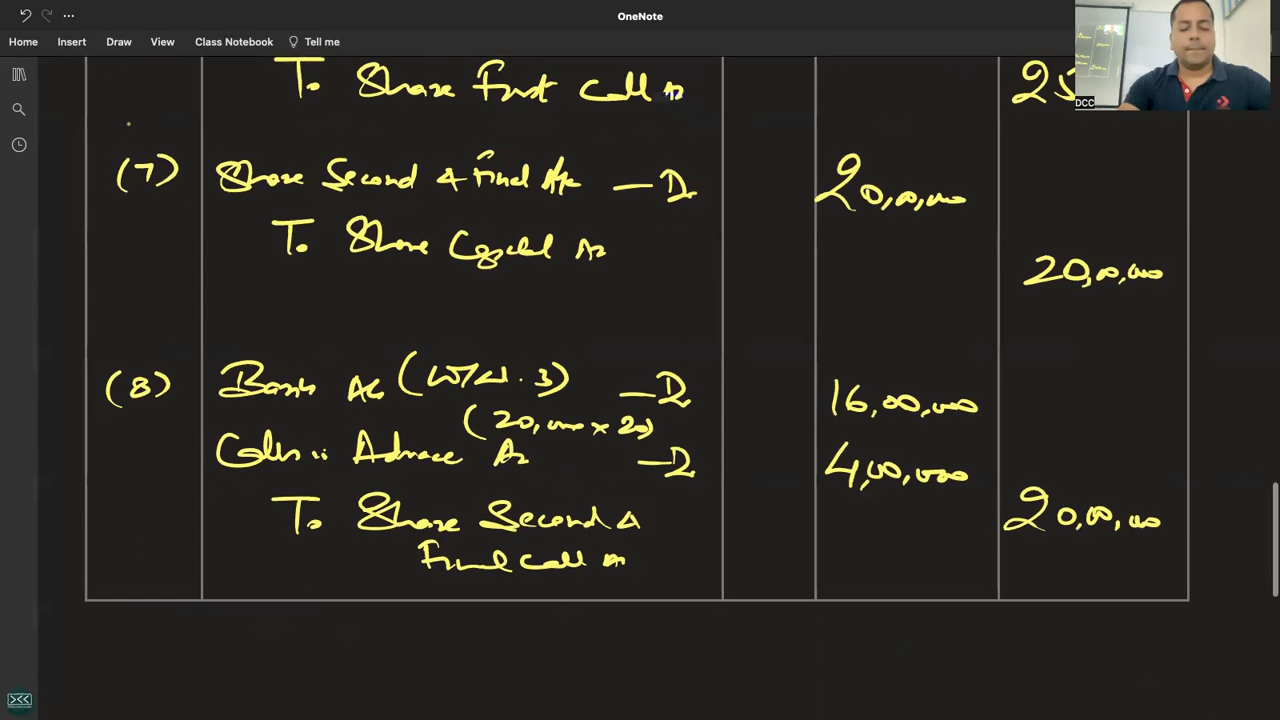 OneNote
Home Insert Draw View Class Notebook Tell me
To Share First Call A/c 25
DCC
(7) Share Second & Final A/c — Dr 20,00,000
To Share Capital A/c
20,00,000
(8) Bank A/c (W/N. 3) — Dr 16,00,000
(20,000 x 20)
Calls in Advance A/c — Dr 4,00,000
To Share Second & 20,00,000
Final Call A/c
DCC